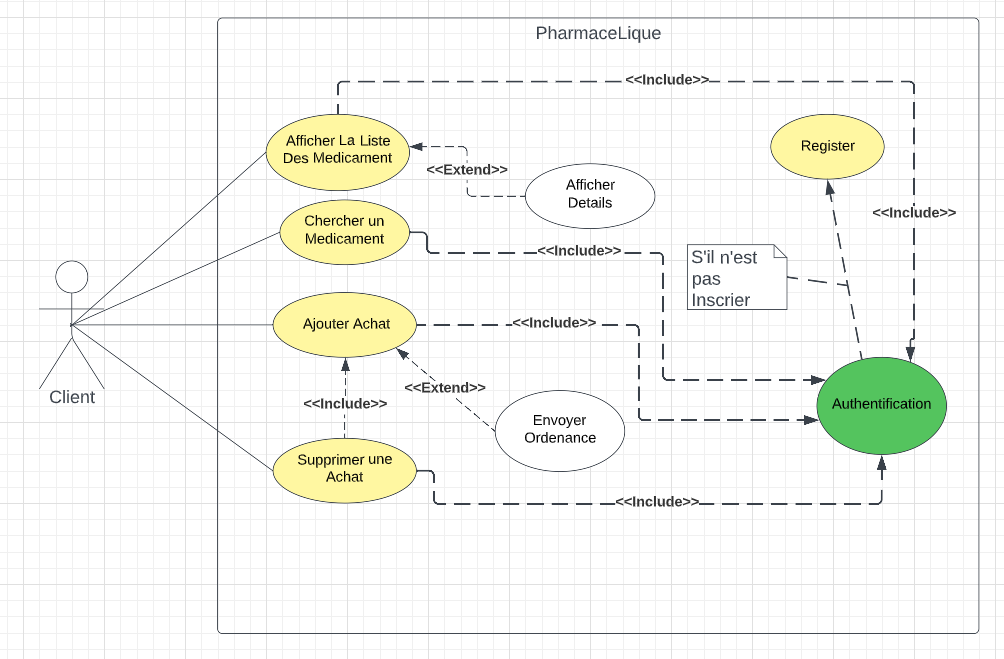 PharmaceLique
<<Include>>
Afficher La Liste
Des Medicament
<<Extend>>
Afficher
Details
Register
<<Include>>
Chercher un
Medicament
<<Include>>
S'il n'est
pas
Inscrier
Ajouter Achat
<<Include>>
<<Extend>>
<<Include>>
Client
Authentification
Envoyer
Ordenance
Supprimer une
Achat
<<Include>>